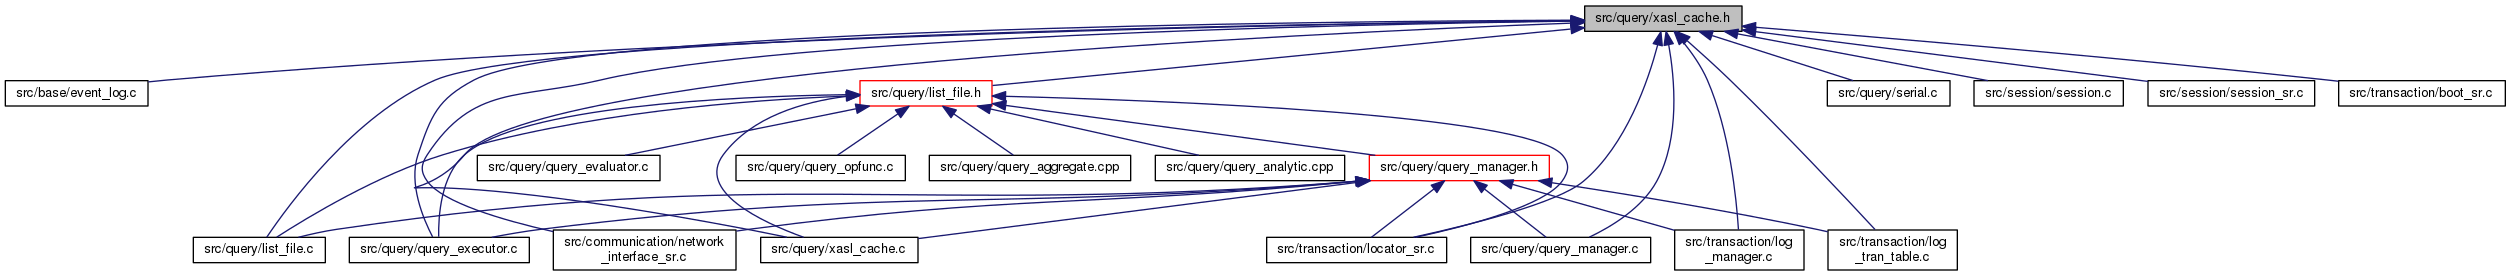 src/query/xasl_cache.h
src/base/event_log.c
src/query/list_file.h
src/query/serial.c
src/session/session.c
src/session/session_sr.c
src/transaction/boot_sr.c
src/query/query_evaluator.c
src/query/query_opfunc.c
src/query/query_aggregate.cpp
src/query/query_analytic.cpp
src/query/query_manager.h
src/query/list_file.c
src/query/query_executor.c
src/communication/network
_interface_sr.c
src/query/xasl_cache.c
src/transaction/locator_sr.c
src/query/query_manager.c
src/transaction/log
_manager.c
src/transaction/log
_tran_table.c